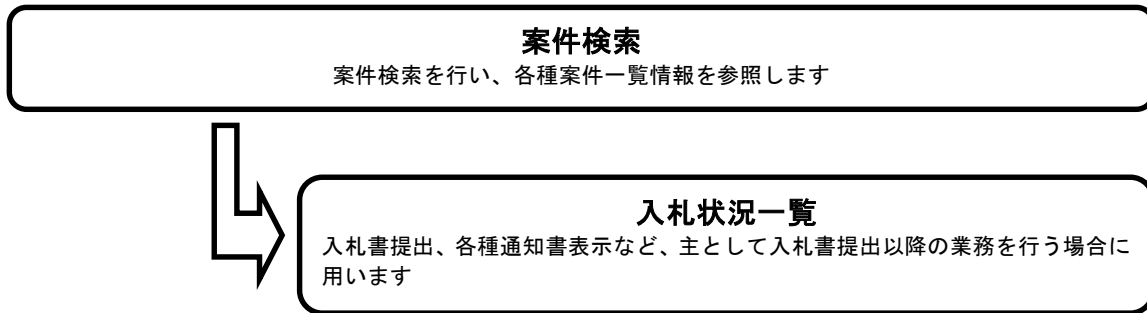 案件検索
案件検索を行い、各種案件一覧情報を参照します
入札状況一覧
入札書提出、各種通知書表示など、主として入札書提出以降の業務を行う場合に
用います